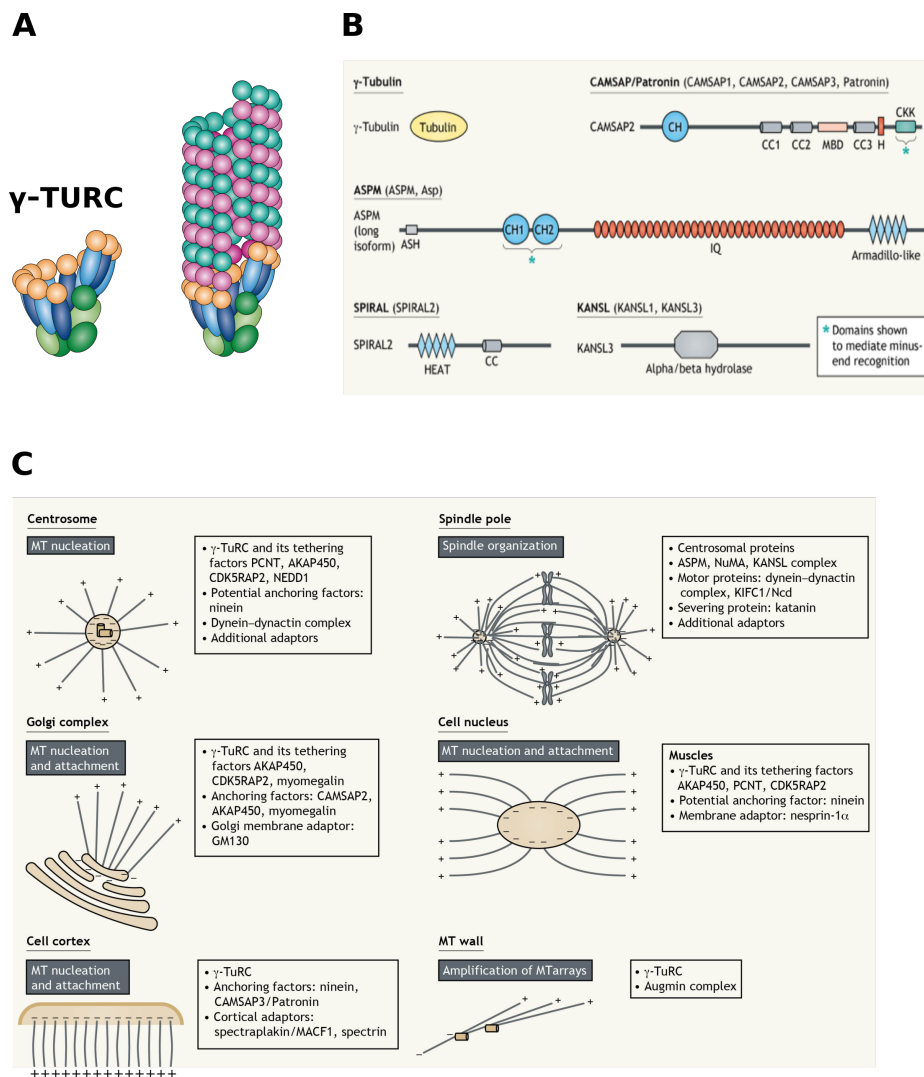 A
B
γ-TURC
γ-Tubulin
γ-Tubulin
Tubulin
CAMSAP/Patronin (CAMSAP1, CAMSAP2, CAMSAP3, Patronin)
CAMSAP2
CH
CC1
CC2
MBD
CC3
H
CKK
*
ASPM (ASPM, Asp)
ASPM
(long
isoform)
ASH
CH1
CH2
*
IQ
Armadillo-like
SPIRAL (SPIRAL2)
SPIRAL2
HEAT
CC
KANSL (KANSL1, KANSL3)
KANSL3
Alpha/beta hydrolase
* Domains shown
to mediate minus-
end recognition
C
Centrosome
MT nucleation
• γ-TuRC and its tethering
factors PCNT, AKAP450,
CDK5RAP2, NEDD1
• Potential anchoring factors:
ninein
• Dynein–dynactin complex
• Additional adaptors
Spindle pole
Spindle organization
• Centrosomal proteins
• ASPM, NuMA, KANSL complex
• Motor proteins: dynein–dynactin
complex, KIFC1/Ncd
• Severing protein: katanin
• Additional adaptors
Golgi complex
MT nucleation
and attachment
• γ-TuRC and its tethering
factors AKAP450,
CDK5RAP2, myomegalin
• Anchoring factors: CAMSAP2,
AKAP450, myomegalin
• Golgi membrane adaptor:
GM130
Cell nucleus
MT nucleation and attachment
Muscles
• γ-TuRC and its tethering factors
AKAP450, PCNT, CDK5RAP2
• Potential anchoring factor: ninein
• Membrane adaptor: nesprin-1α
Cell cortex
MT nucleation
and attachment
• γ-TuRC
• Anchoring factors: ninein,
CAMSAP3/Patronin
• Cortical adaptors:
spectraplakin/MACF1, spectrin
MT wall
Amplification of MTarrays
• γ-TuRC
• Augmin complex